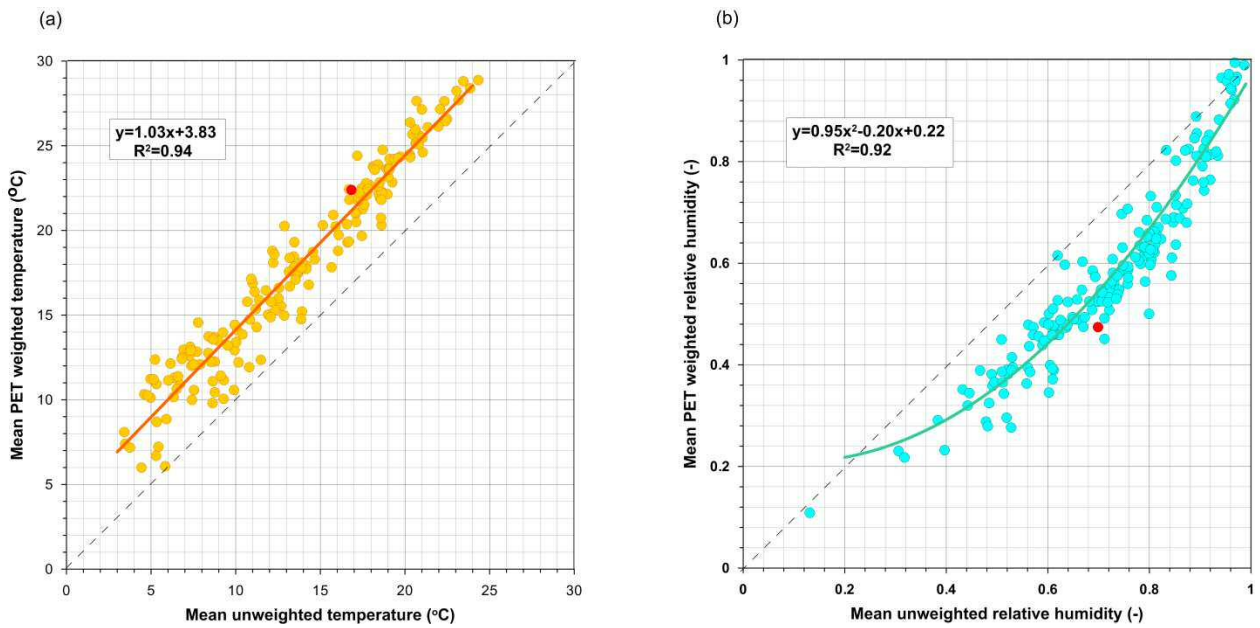 (a)
30
25
20
15
10
5
0
0
5
10
15
20
25
30
y=1.03x+3.83
R²=0.94
Mean PET weighted temperature (°C)
Mean unweighted temperature (°C)
(b)
1
0.8
0.6
0.4
0.2
0
0
0.2
0.4
0.6
0.8
1
y=0.95x²-0.20x+0.22
R²=0.92
Mean PET weighted relative humidity (-)
Mean unweighted relative humidity (-)